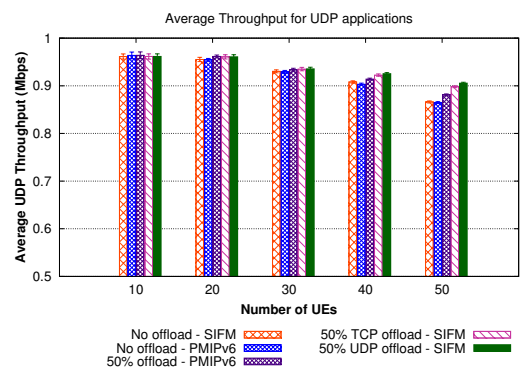 Average Throughput for UDP applications
Average UDP Throughput (Mbps)
1
0.9
0.8
0.7
0.6
0.5
10 20 30 40 50
Number of UEs
No offload - SIFM 50% TCP offload - SIFM
No offload - PMIPv6 50% UDP offload - SIFM
50% offload - PMIPv6